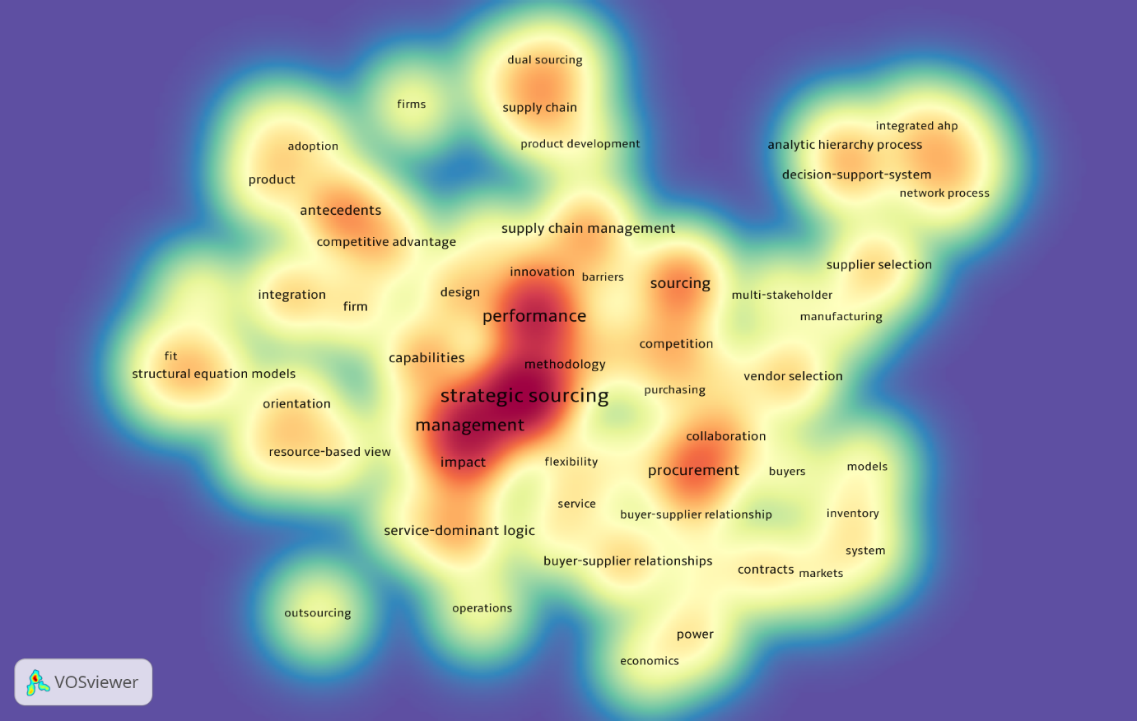 dual sourcing
firms
supply chain
integrated ahp
product development
analytic hierarchy process
adoption
decision-support-system
product
network process
antecedents
supply chain management
competitive advantage
supplier selection
innovation
barriers
sourcing
design
integration
multi-stakeholder
firm
performance
manufacturing
competition
fit
capabilities
methodology
structural equation models
vendor selection
purchasing
strategic sourcing
orientation
management
collaboration
resource-based view
impact
flexibility
procurement
buyers
models
service
buyer-supplier relationship
inventory
service-dominant logic
system
buyer-supplier relationships
contracts
markets
operations
outsourcing
power
economics
VOSviewer